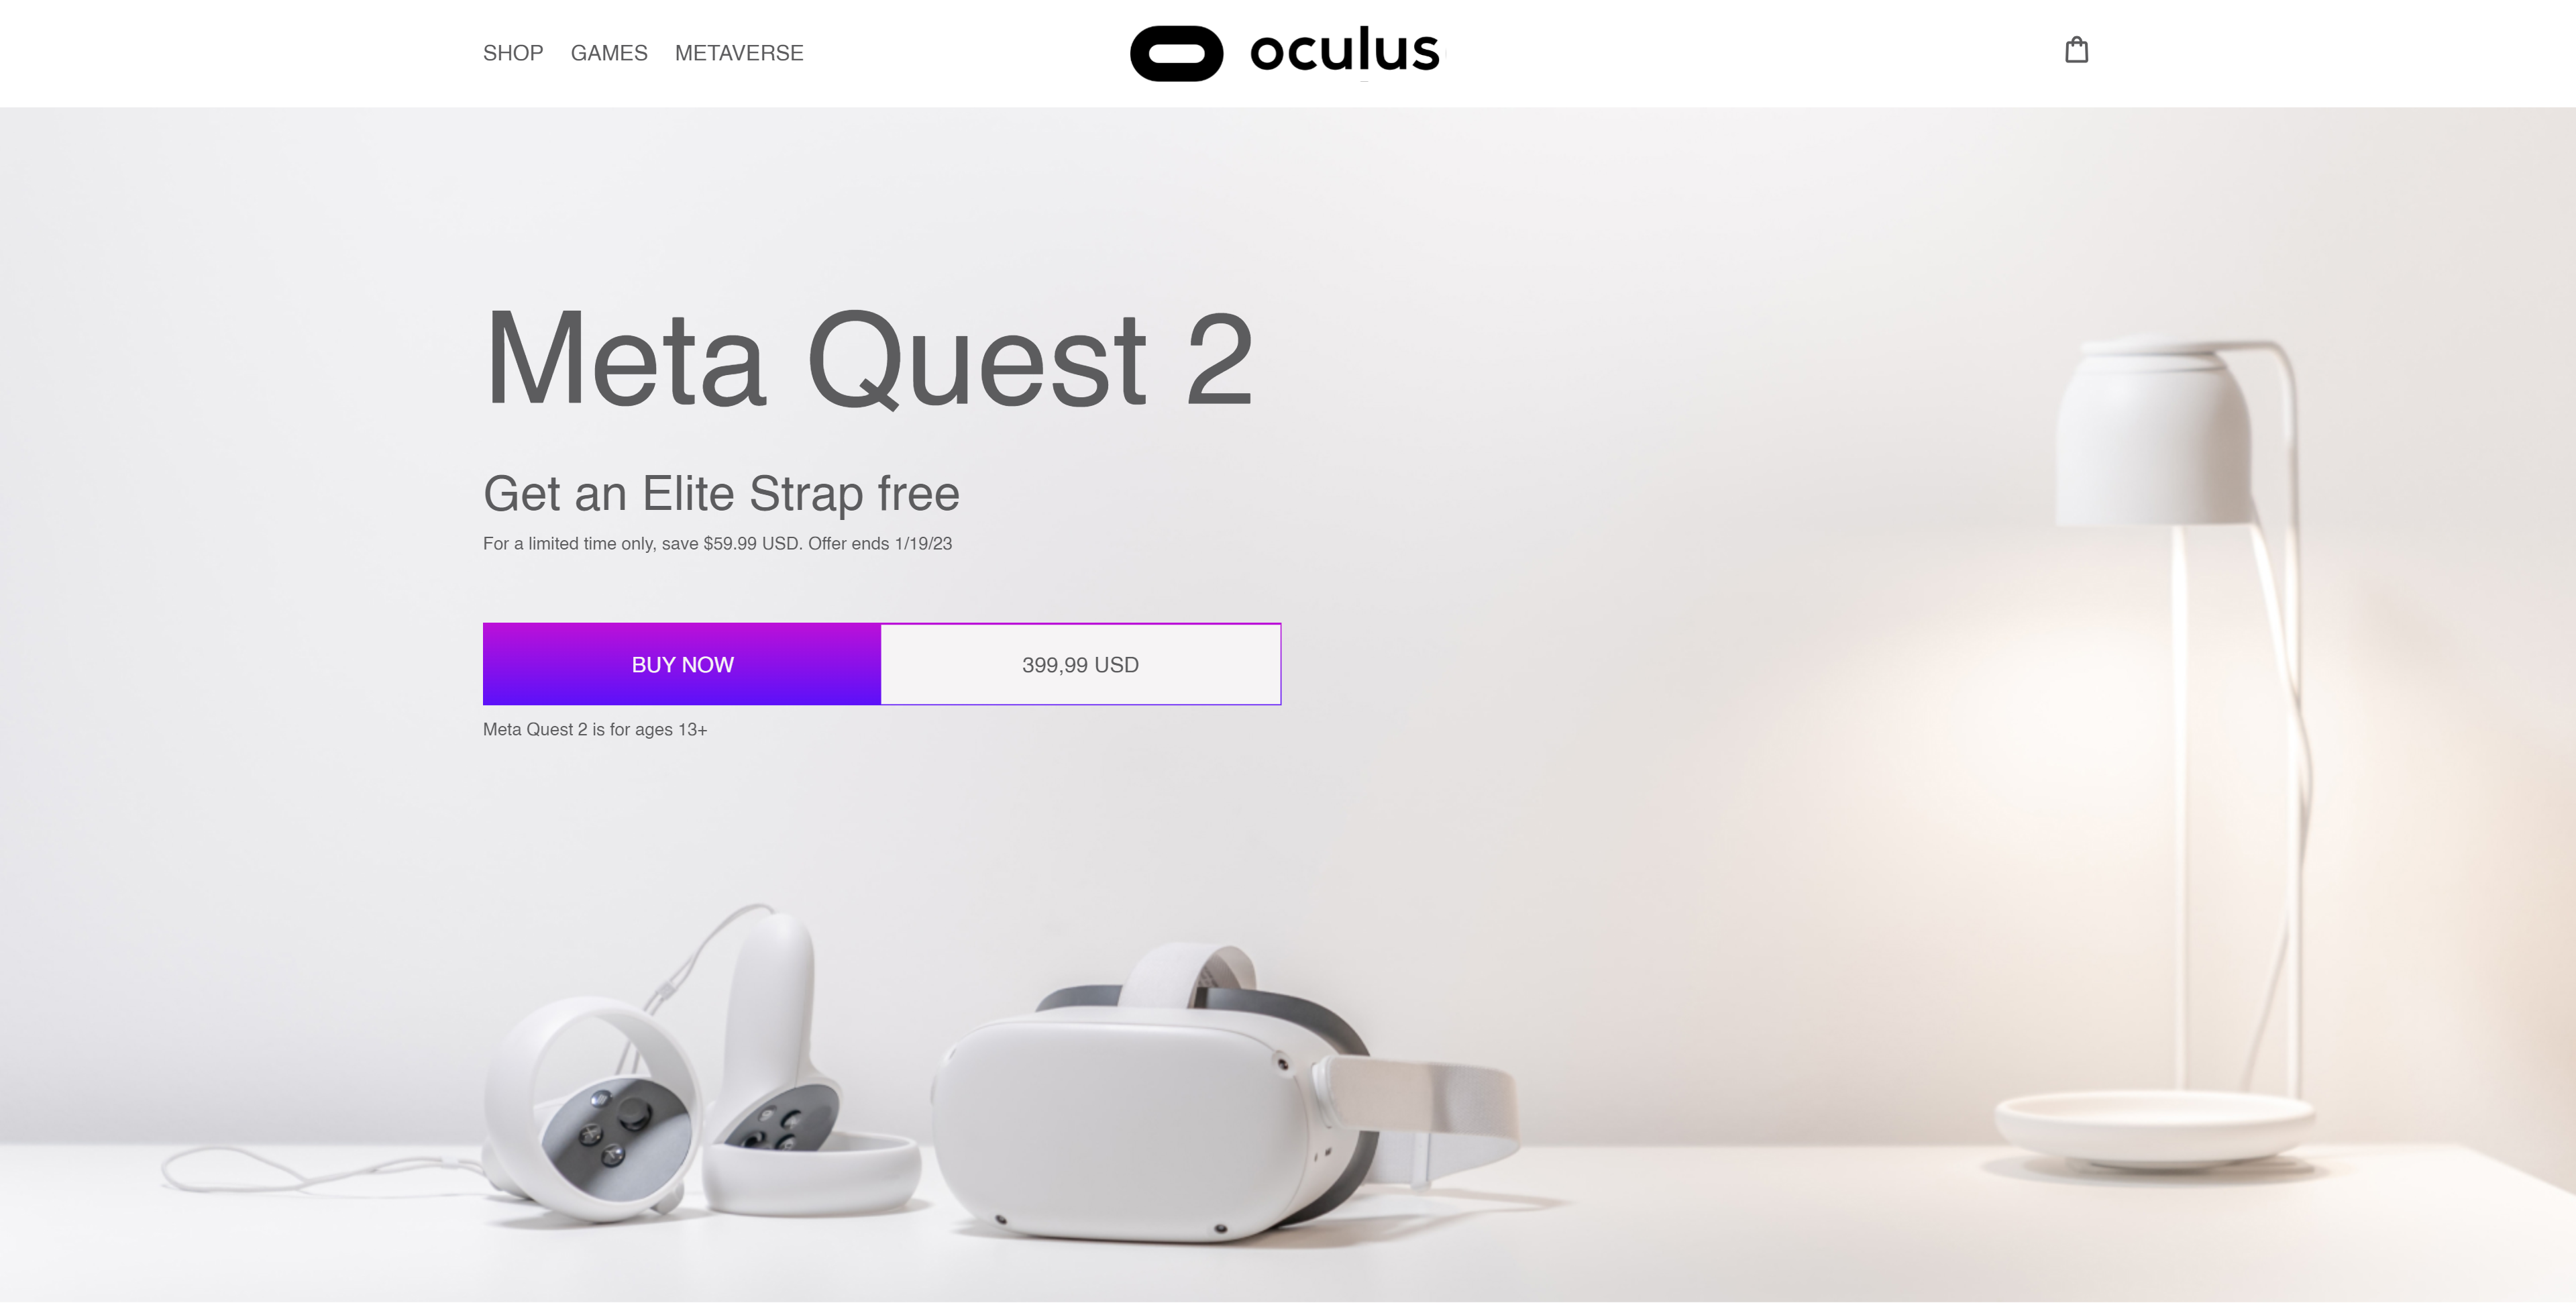 SHOP GAMES METAVERSE oculus
Meta Quest 2
Get an Elite Strap free
For a limited time only, save $59.99 USD. Offer ends 1/19/23
BUY NOW 399,99 USD
Meta Quest 2 is for ages 13+